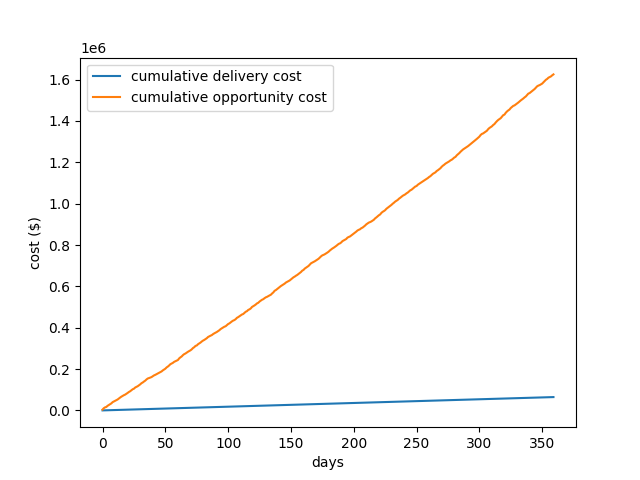 1e6
cumulative delivery cost
cumulative opportunity cost
1.6
1.4
1.2
1.0
0.8
0.6
0.4
0.2
0.0
cost ($)
0 50 100 150 200 250 300 350
days